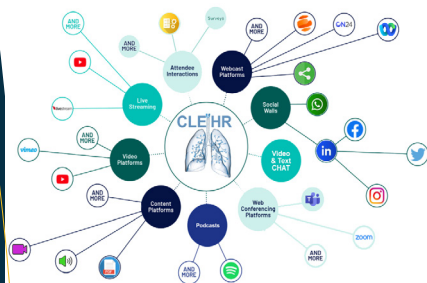 AND
MORE
Surveys
AND
MORE
Attendee
Interactions
AND
MORE
ON24
Webcast
Platforms
Live
Streaming
Social
Walls
CLE HR
AND
MORE
vimeo
Video
Platforms
Video
& Text
CHAT
in
AND
MORE
Content
Platforms
Web
Conferencing
Platforms
Podcasts
zoom
PDF
AND
MORE
AND
MORE